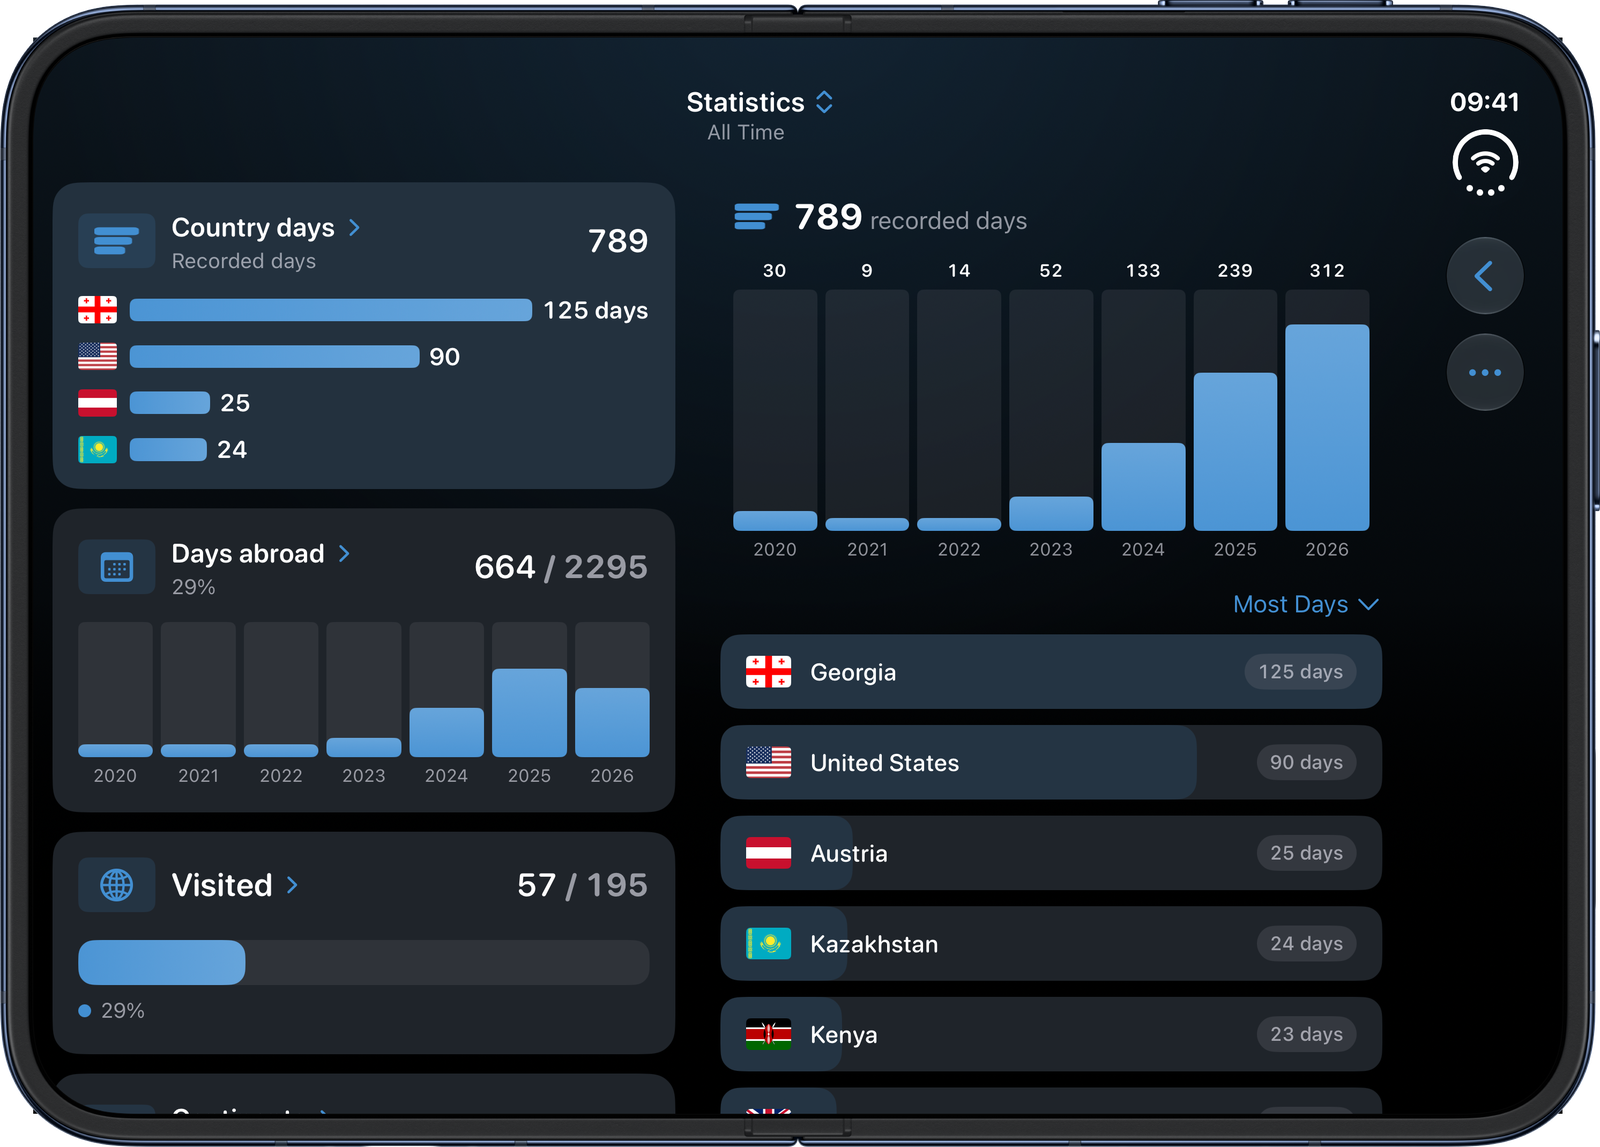 Statistics
All Time
09:41
Country days
Recorded days
789
125 days
90
25
24
Days abroad
29%
664 / 2295
2020 2021 2022 2023 2024 2025 2026
Visited
57 / 195
29%
789 recorded days
30 9 14 52 133 239 312
2020 2021 2022 2023 2024 2025 2026
Most Days
Georgia 125 days
United States 90 days
Austria 25 days
Kazakhstan 24 days
Kenya 23 days